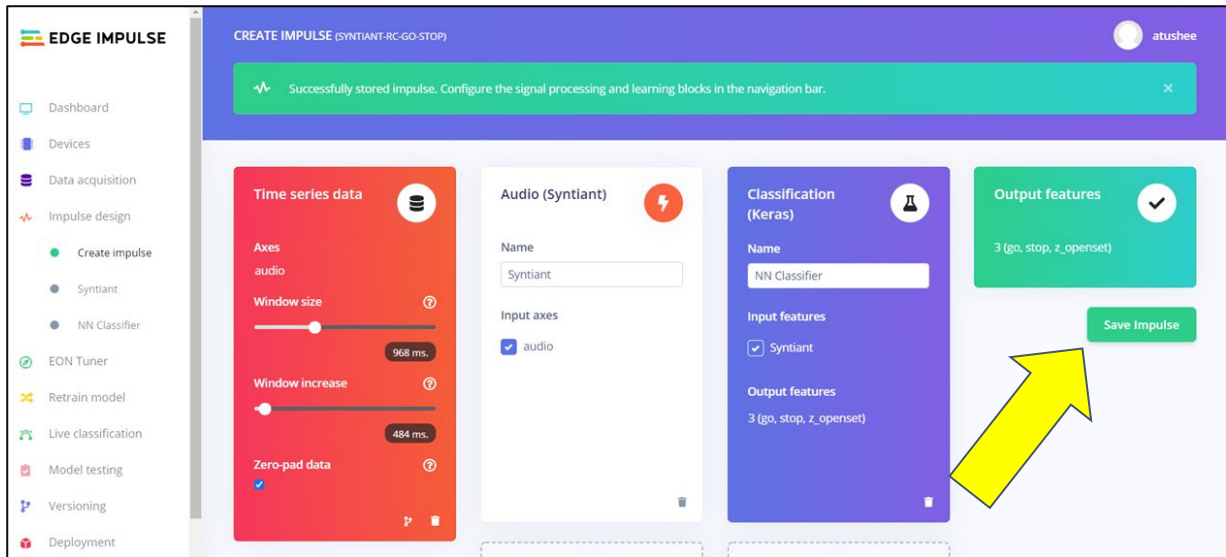 EDGE IMPULSE
Dashboard
Devices
Data acquisition
Impulse design
Create impulse
Syntiant
NN Classifier
EON Tuner
Retrain model
Live classification
Model testing
Versioning
Deployment
CREATE IMPULSE (SYNTIANT-RC-GO-STOP)
atushee
Successfully stored impulse. Configure the signal processing and learning blocks in the navigation bar.
×
Time series data
Axes
audio
Window size
?
968 ms.
Window increase
?
484 ms.
Zero-pad data
?
Audio (Syntiant)
Name
Syntiant
Input axes
audio
Classification
(Keras)
Name
NN Classifier
Input features
Syntiant
Output features
3 (go, stop, z_openset)
Output features
3 (go, stop, z_openset)
Save Impulse